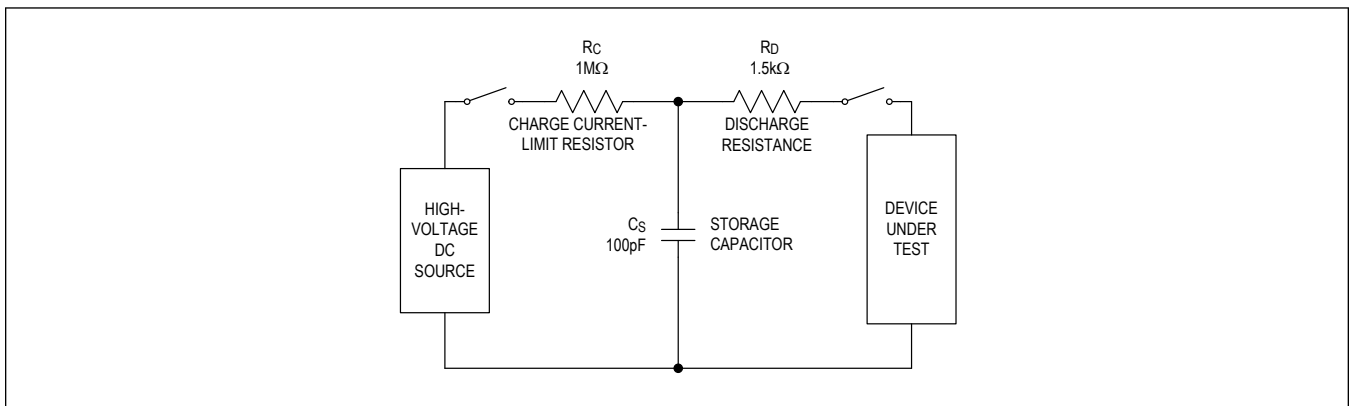 RC
1MΩ
CHARGE CURRENT-
LIMIT RESISTOR
RD
1.5kΩ
DISCHARGE
RESISTANCE
HIGH-
VOLTAGE
DC
SOURCE
CS
100pF
STORAGE
CAPACITOR
DEVICE
UNDER
TEST